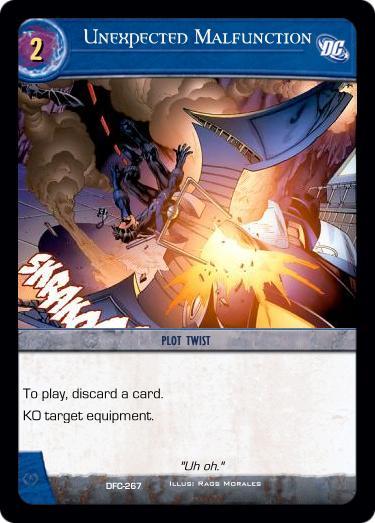 2
UNEXPECTED MALFUNCTION
DC
PLOT TWIST
To play, discard a card.
KO target equipment.
"Uh oh."
DFC-267 ILLUS: RAGS MORALES